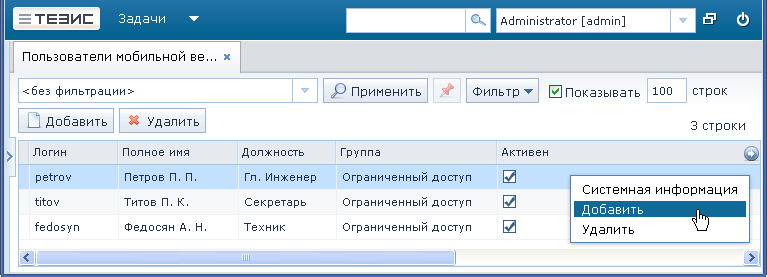 ТЕЗИС Задачи Administrator [admin]
Пользователи мобильной ве...
<без фильтрации> Применить Фильтр Показывать 100 строк
Добавить Удалить 3 строки
Логин Полное имя Должность Группа Активен
petrov Петров П. П. Гл. Инженер Ограниченный доступ
titov Титов П. К. Секретарь Ограниченный доступ
fedosyn Федосян А. Н. Техник Ограниченный доступ
Системная информация
Добавить
Удалить